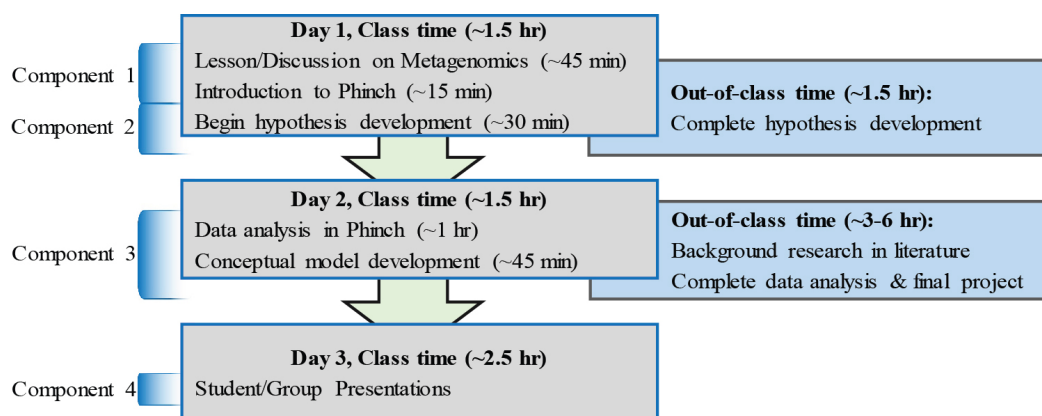 Day 1, Class time (~1.5 hr)
Component 1
Lesson/Discussion on Metagenomics (~45 min)
Introduction to Phinch (~15 min)
Component 2
Begin hypothesis development (~30 min)
Out-of-class time (~1.5 hr):
Complete hypothesis development
Day 2, Class time (~1.5 hr)
Component 3
Data analysis in Phinch (~1 hr)
Conceptual model development (~45 min)
Out-of-class time (~3-6 hr):
Background research in literature
Complete data analysis & final project
Day 3, Class time (~2.5 hr)
Component 4
Student/Group Presentations